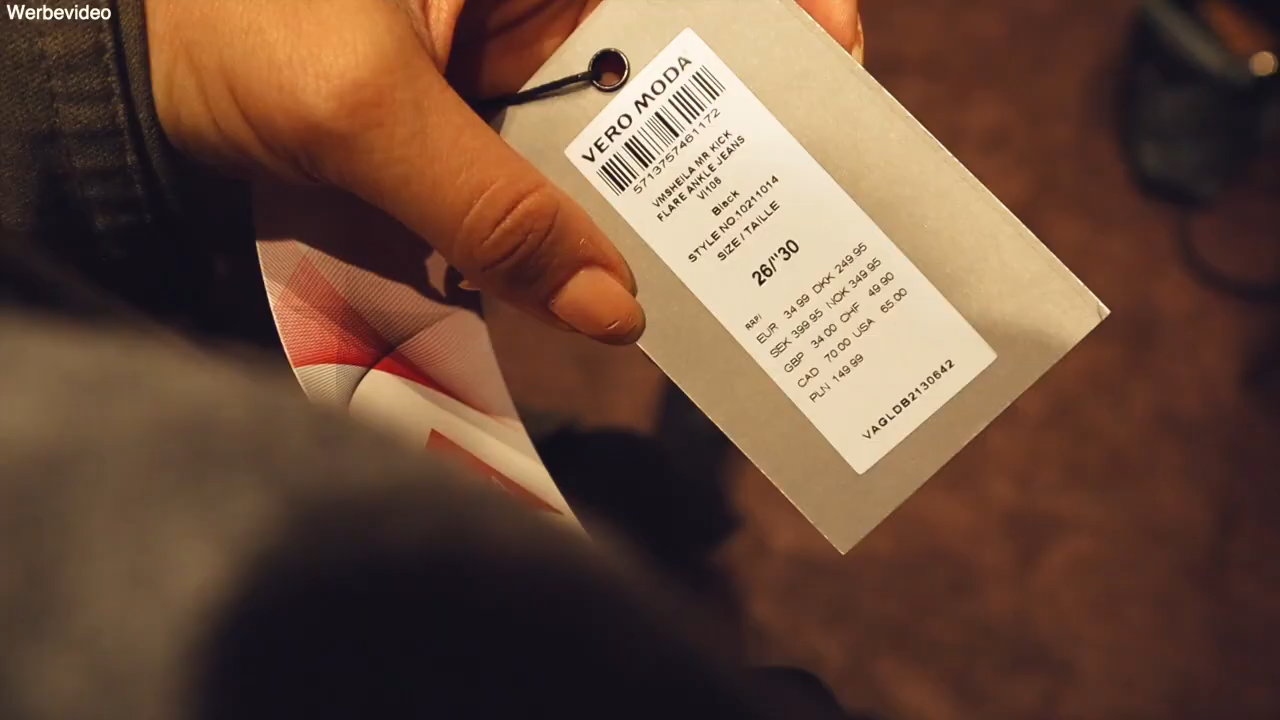 Werbevideo
VERO MODA
5713757461172
VMSHEILA MR KICK
FLARE ANKLE JEANS
VI106
Black
STYLE NO.10211014
SIZE / TAILLE
26/"30
RRP/
EUR 34.99 DKK 249.95
SEK 399.95 NOK 349.95
GBP 34.00 CHF 49.90
CAD 70.00 USA 65.00
PLN 149.99
VAGLDB2130642